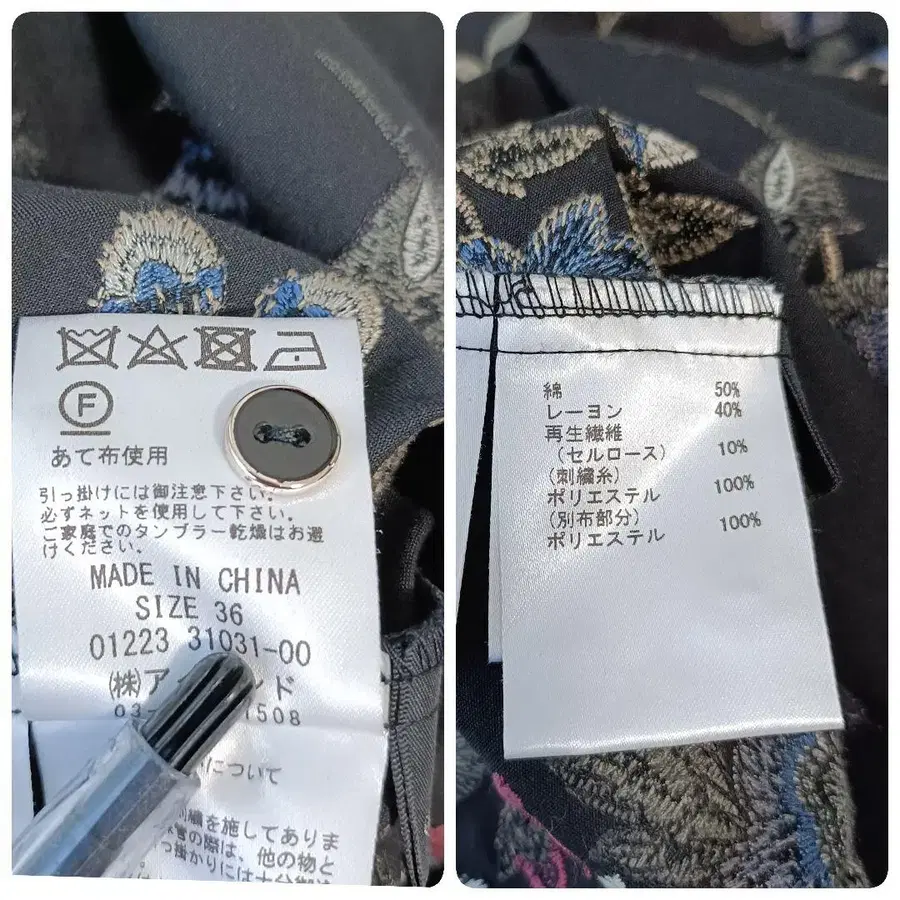 F
あて布使用
引っ掛けには御注意下さい。
必ずネットを使用して下さい。
ご家庭でのタンブラー乾燥はお避
けください。
MADE IN CHINA
SIZE 36
01223 31031-00
(株)ア ド
03- 1508
について
繍を施してありま
管の際は、他の物と
っ掛かりには十分御注
綿 50%
レーヨン 40%
再生繊維
(セルロース) 10%
(刺繍糸)
ポリエステル 100%
(別布部分)
ポリエステル 100%